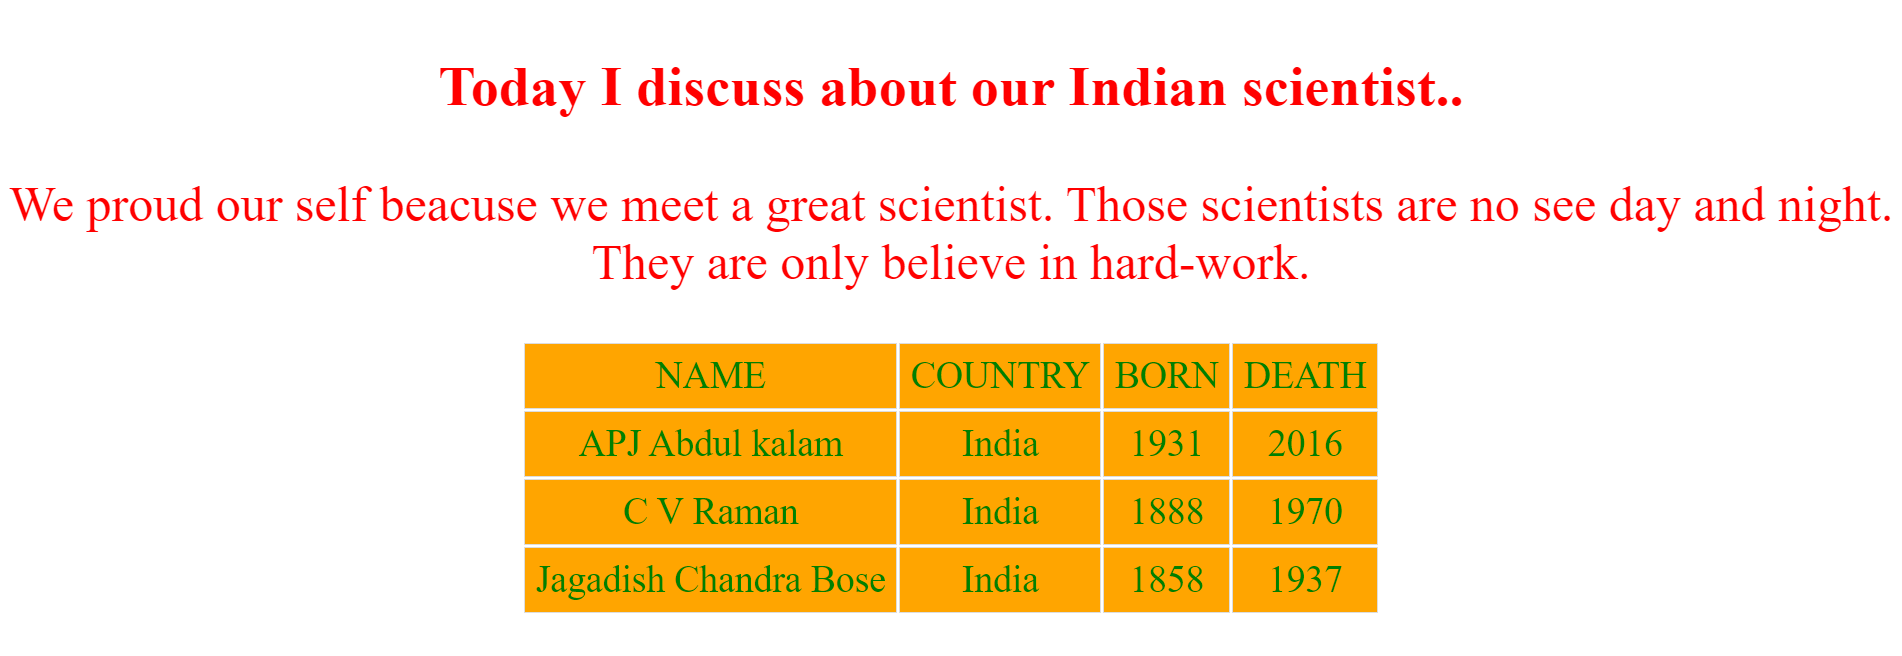 Today I discuss about our Indian scientist..
We proud our self beacuse we meet a great scientist. Those scientists are no see day and night.
They are only believe in hard-work.
NAME COUNTRY BORN DEATH
APJ Abdul kalam India 1931 2016
C V Raman India 1888 1970
Jagadish Chandra Bose India 1858 1937